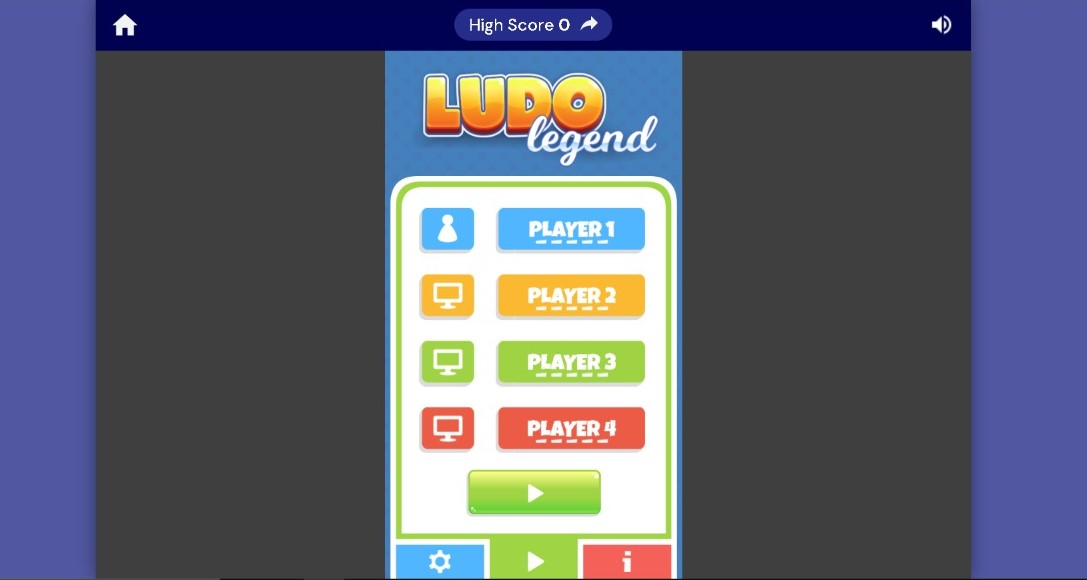 High Score 0
LUDO
legend
PLAYER 1
PLAYER 2
PLAYER 3
PLAYER 4
i